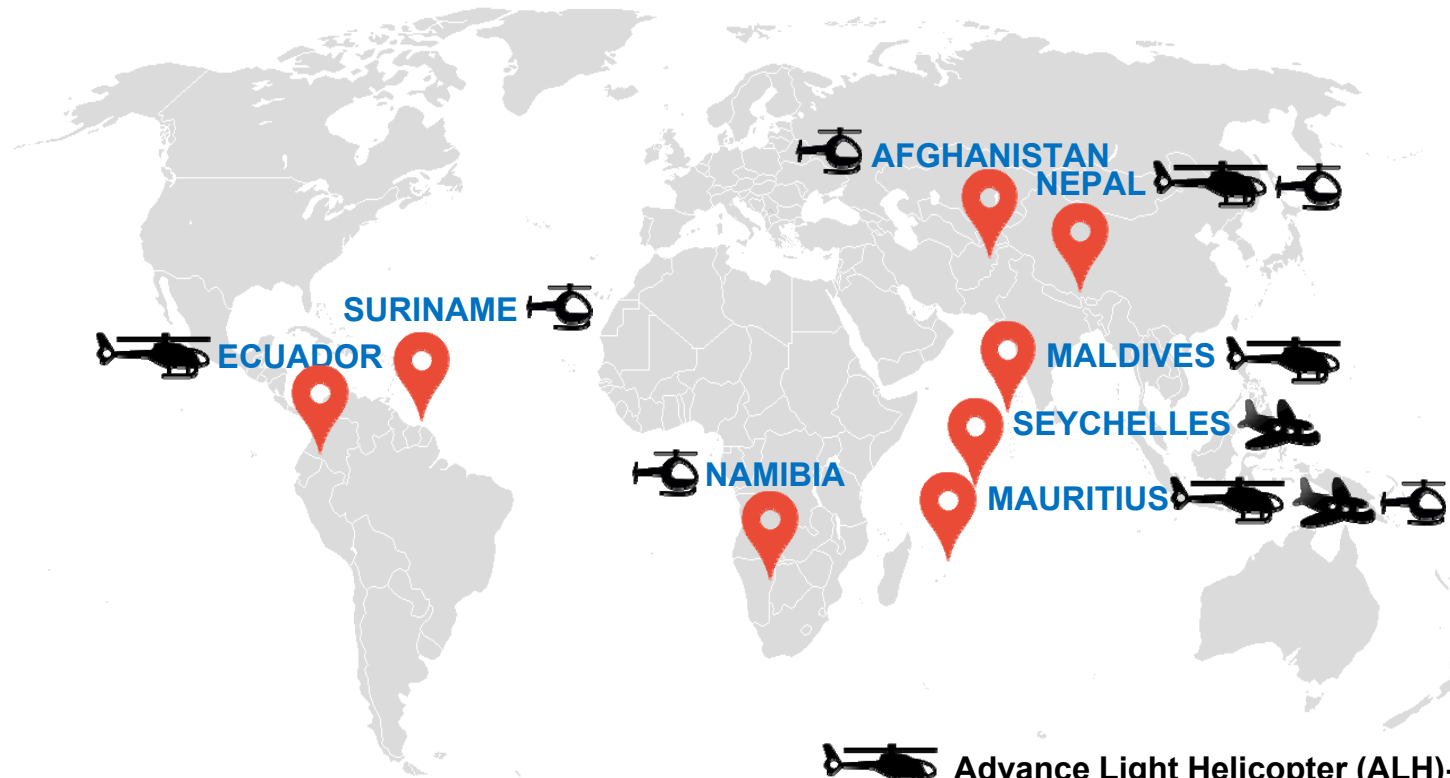 AFGHANISTAN
NEPAL
SURINAME
ECUADOR
MALDIVES
SEYCHELLES
NAMIBIA
MAURITIUS
Advance Light Helicopter (ALH)-